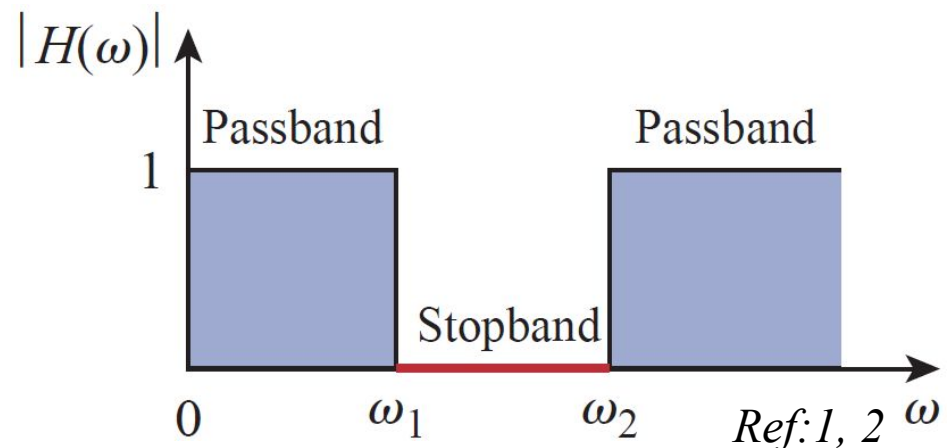 |H(ω)|
Passband Passband
1
Stopband
0 ω₁ ω₂ Ref:1, 2 ω